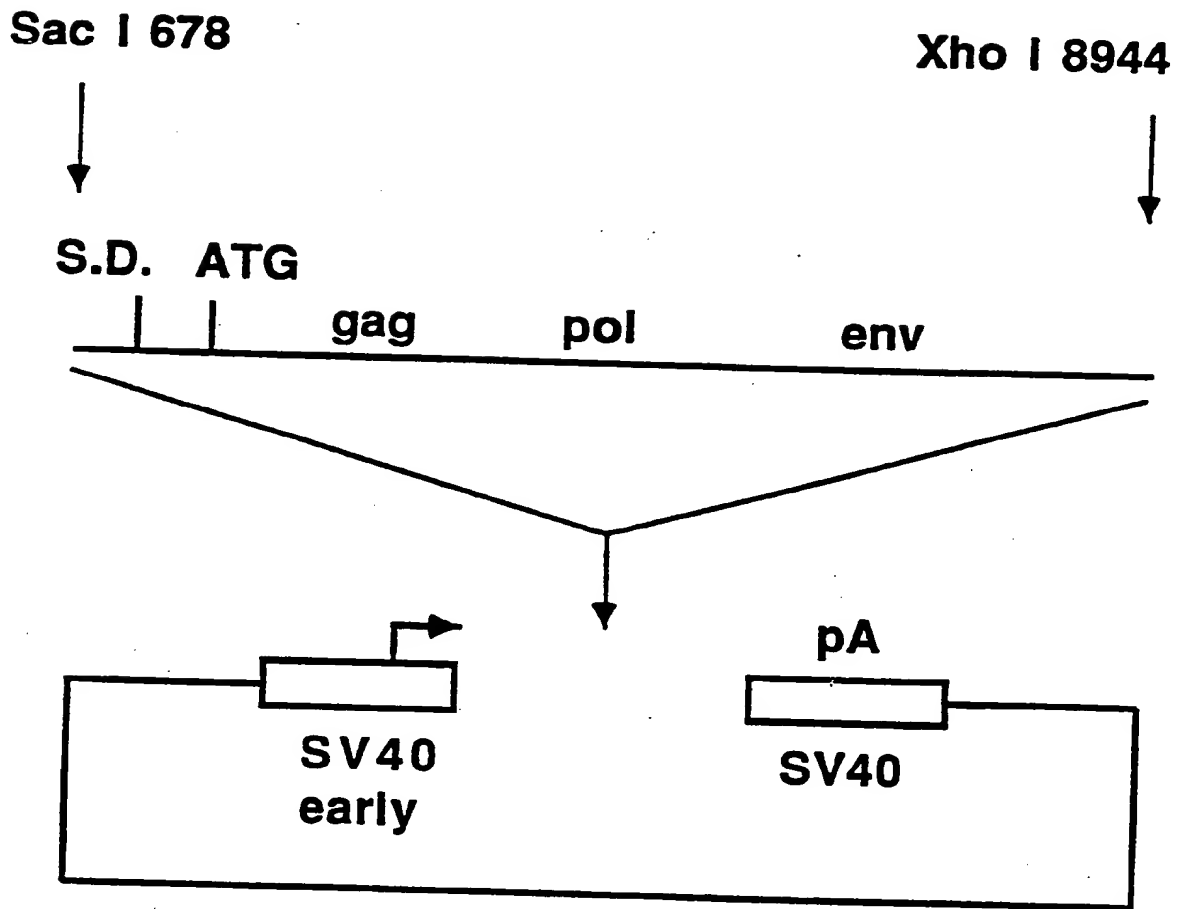 Sac I 678
Xho I 8944
S.D. ATG
gag pol env
pA
SV40
early
SV40